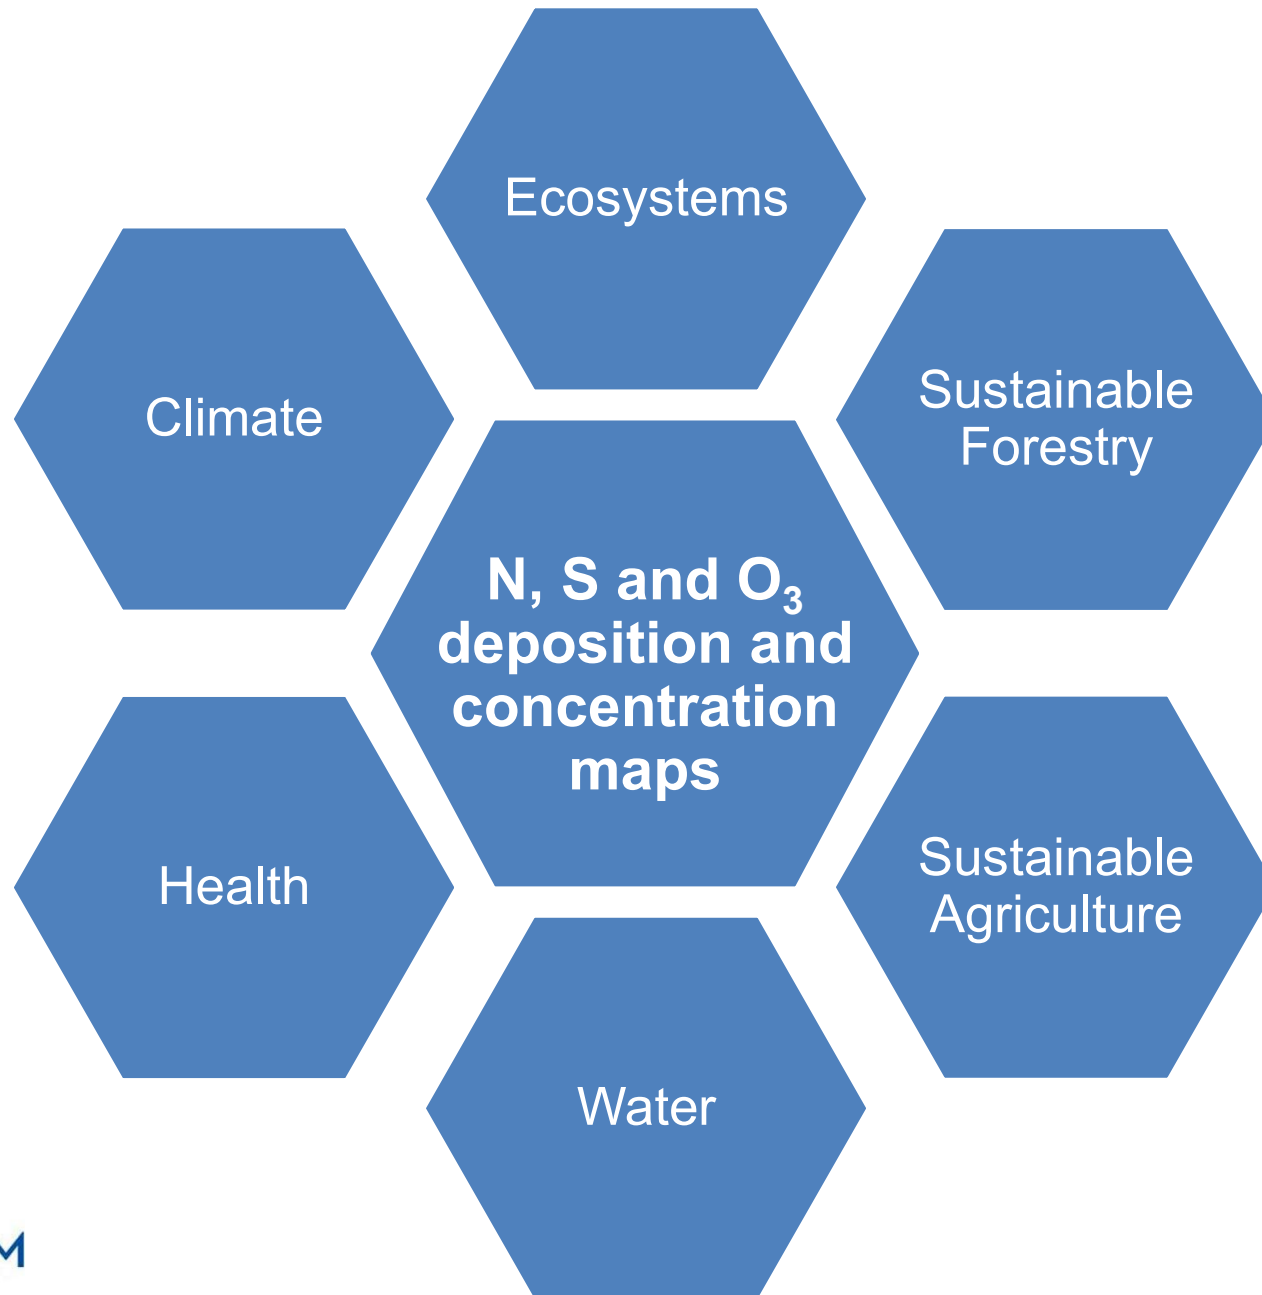 Ecosystems
Climate
Sustainable
Forestry
N, S and O₃
deposition and
concentration
maps
Health
Sustainable
Agriculture
Water